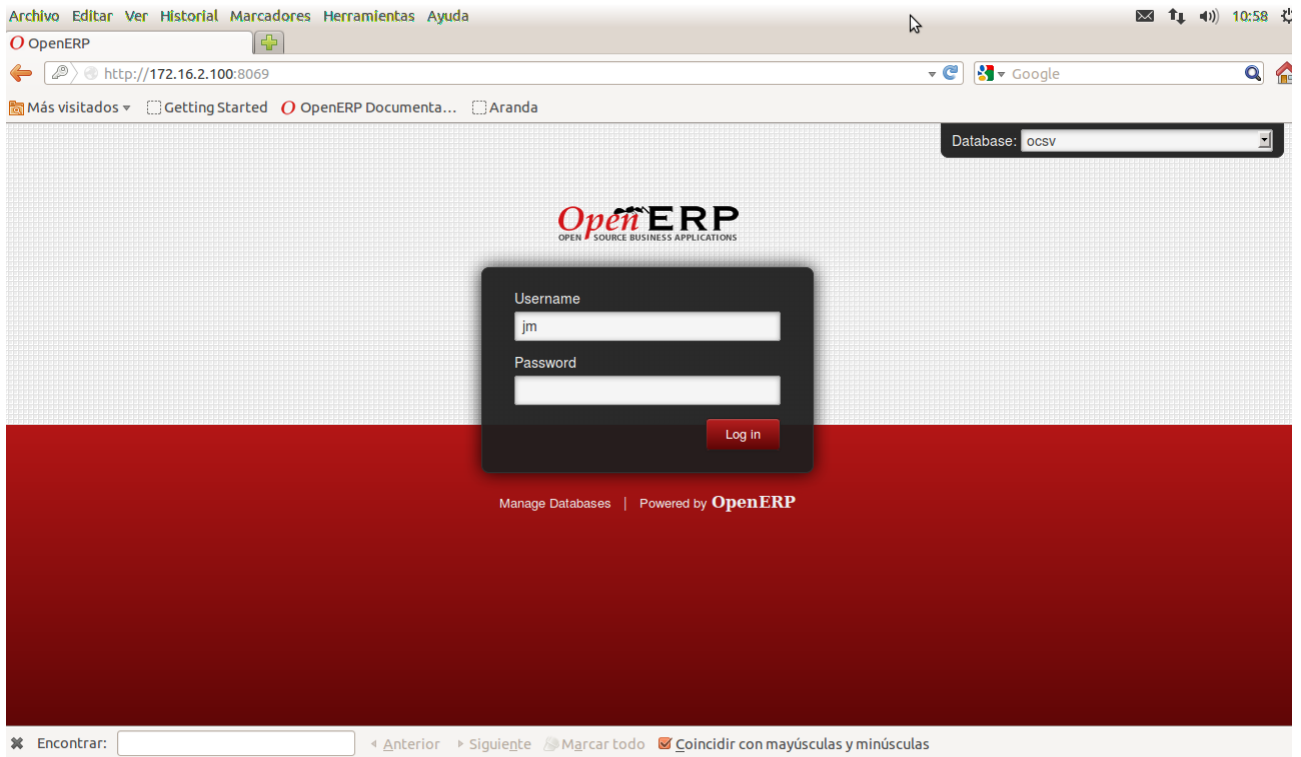 Archivo Editar Ver Historial Marcadores Herramientas Ayuda 10:58
OpenERP
http://172.16.2.100:8069 Google
Más visitados Getting Started OpenERP Documenta... Aranda
Database: ocsv
Open ERP
OPEN SOURCE BUSINESS APPLICATIONS
Username
jm
Password
Log in
Manage Databases | Powered by OpenERP
Encontrar: Anterior Siguiente Marcar todo Coincidir con mayúsculas y minúsculas